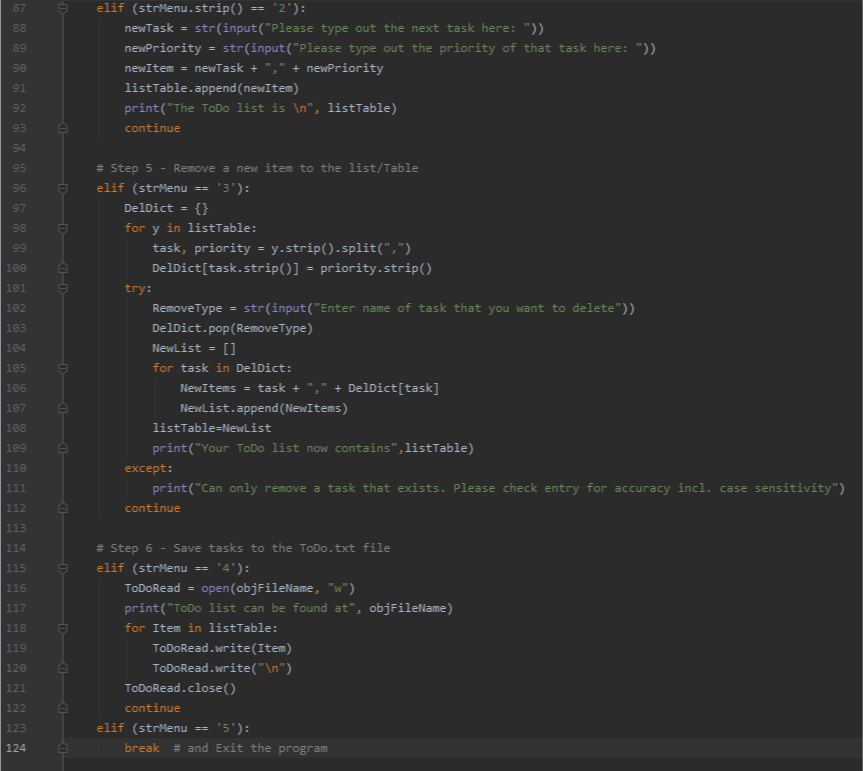 87 elif (strMenu.strip() == '2'):
88 newTask = str(input("Please type out the next task here: "))
89 newPriority = str(input("Please type out the priority of that task here: "))
90 newItem = newTask + "," + newPriority
91 listTable.append(newItem)
92 print("The ToDo list is \n", listTable)
93 continue
94
95 # Step 5 - Remove a new item to the list/Table
96 elif (strMenu == '3'):
97 DelDict = {}
98 for y in listTable:
99 task, priority = y.strip().split(",")
100 DelDict[task.strip()] = priority.strip()
101 try:
102 RemoveType = str(input("Enter name of task that you want to delete"))
103 DelDict.pop(RemoveType)
104 NewList = []
105 for task in DelDict:
106 NewItems = task + "," + DelDict[task]
107 NewList.append(NewItems)
108 listTable=NewList
109 print("Your ToDo list now contains",listTable)
110 except:
111 print("Can only remove a task that exists. Please check entry for accuracy incl. case sensitivity")
112 continue
113
114 # Step 6 - Save tasks to the ToDo.txt file
115 elif (strMenu == '4'):
116 ToDoRead = open(objFileName, "w")
117 print("ToDo list can be found at", objFileName)
118 for Item in listTable:
119 ToDoRead.write(Item)
120 ToDoRead.write("\n")
121 ToDoRead.close()
122 continue
123 elif (strMenu == '5'):
124 break # and Exit the program